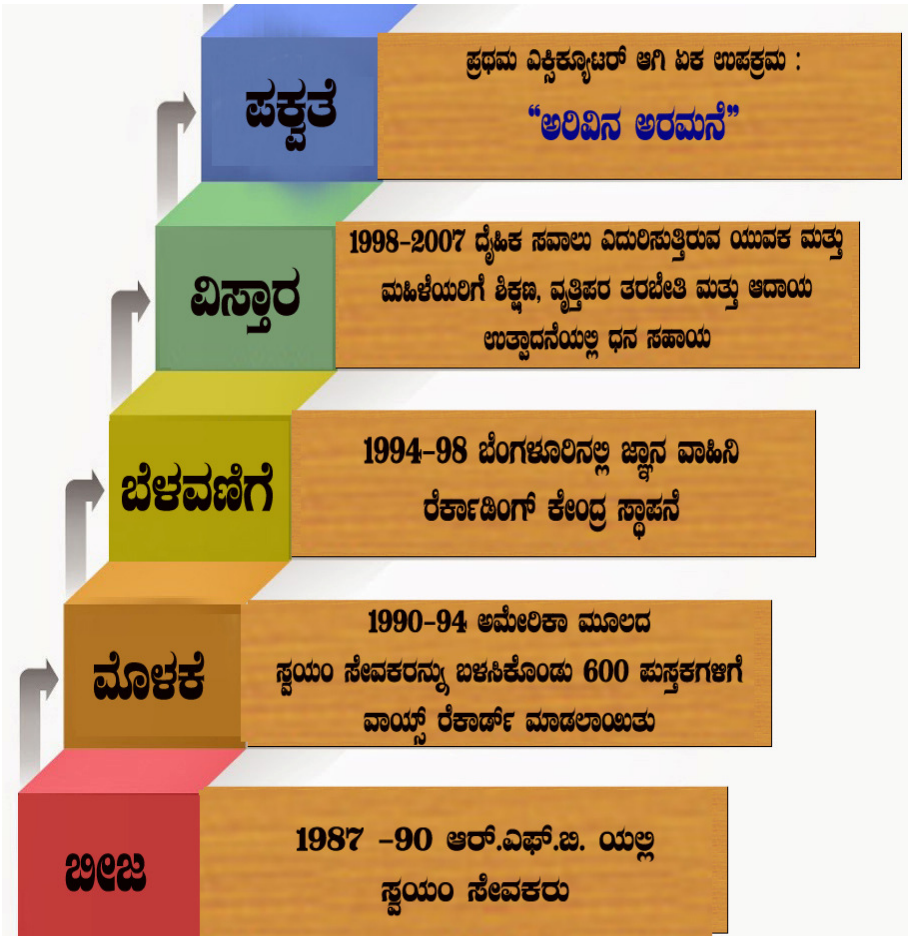 ಪಕ್ವತೆ
ಪ್ರಥಮ ಎಕ್ಸಿಕ್ಯೂಟರ್ ಆಗಿ ಏಕ ಉಪಕ್ರಮ :
“ಅರಿವಿನ ಅರಮನೆ”
ವಿಸ್ತಾರ
1998-2007 ದೈಹಿಕ ಸವಾಲು ಎದುರಿಸುತ್ತಿರುವ ಯುವಕ ಮತ್ತು
ಮಹಿಳೆಯರಿಗೆ ಶಿಕ್ಷಣ, ವೃತ್ತಿಪರ ತರಬೇತಿ ಮತ್ತು ಆದಾಯ
ಉತ್ಪಾದನೆಯಲ್ಲಿ ಧನ ಸಹಾಯ
ಬೆಳವಣಿಗೆ
1994-98 ಬೆಂಗಳೂರಿನಲ್ಲಿ ಜ್ಞಾನ ವಾಹಿನಿ
ರೆರ್ಕಾಡಿಂಗ್ ಕೇಂದ್ರ ಸ್ಥಾಪನೆ
ಮೊಳಕೆ
1990-94 ಅಮೇರಿಕಾ ಮೂಲದ
ಸ್ವಯಂ ಸೇವಕರನ್ನು ಬಳಸಿಕೊಂಡು 600 ಪುಸ್ತಕಗಳಿಗೆ
ವಾಯ್ಸ್ ರೆಕಾರ್ಡ್ ಮಾಡಲಾಯಿತು
ಬೀಜ
1987 -90 ಆರ್.ಎಫ್.ಬಿ. ಯಲ್ಲಿ
ಸ್ವಯಂ ಸೇವಕರು